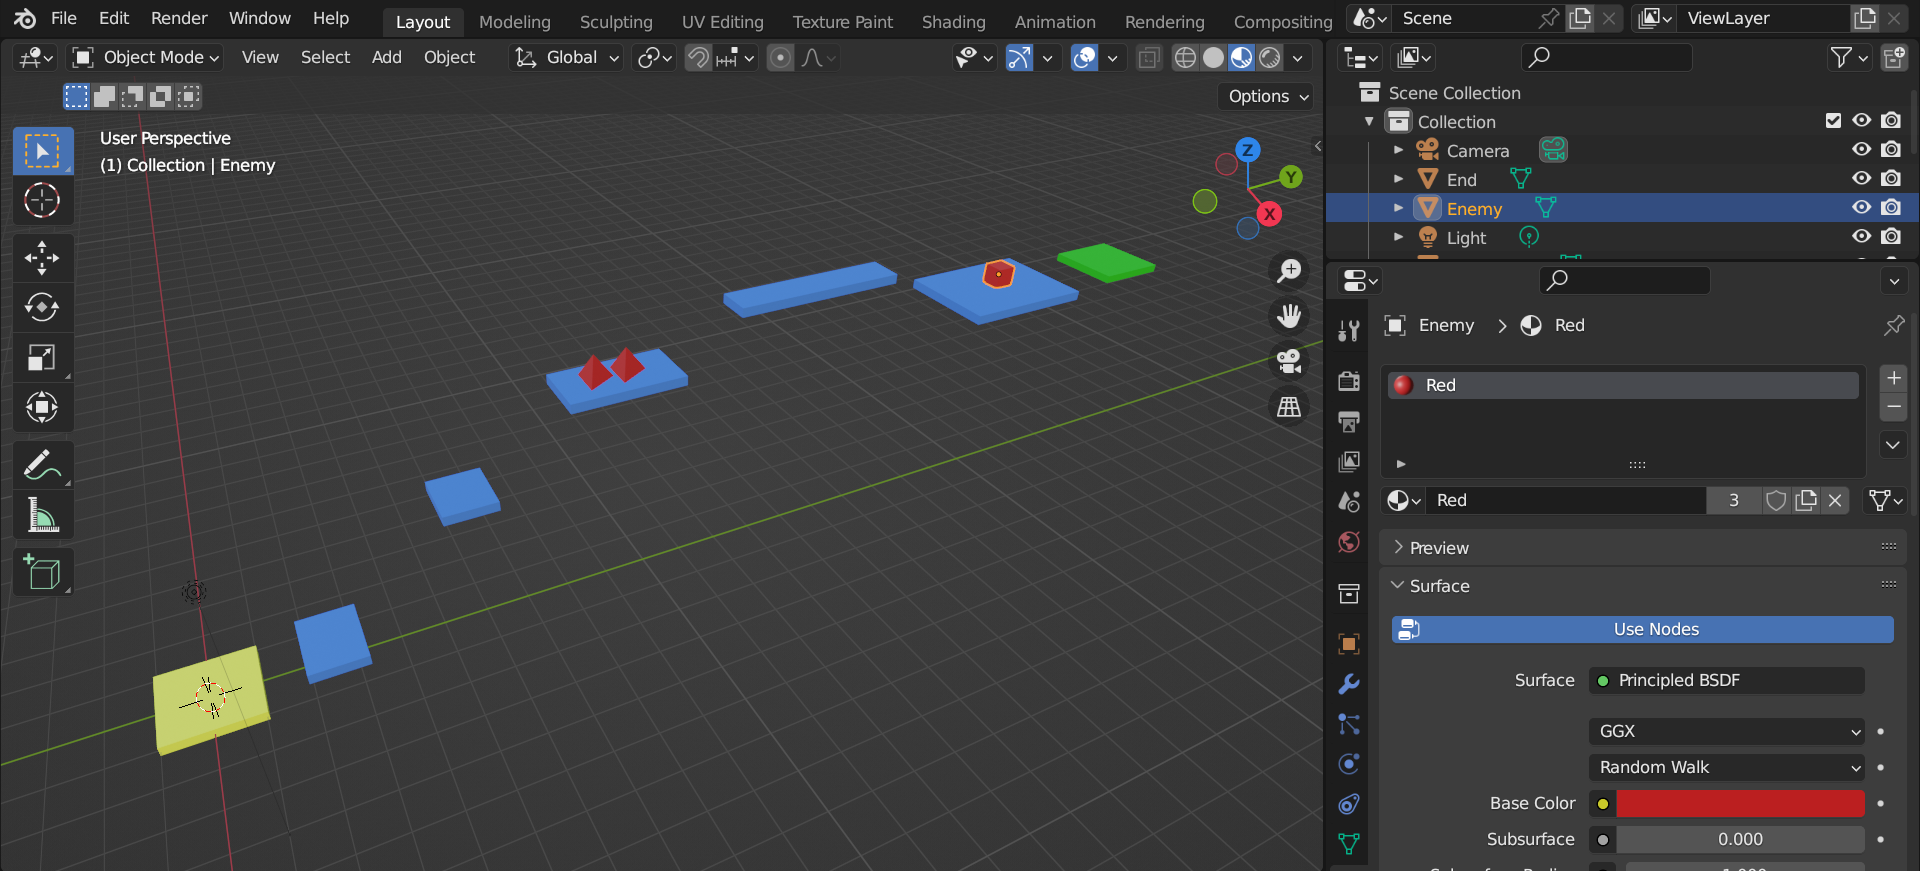 File Edit Render Window Help Layout Modeling Sculpting UV Editing Texture Paint Shading Animation Rendering Compositing Scene ViewLayer
Object Mode View Select Add Object Global
Options
User Perspective
(1) Collection | Enemy
Z
Y
X
Scene Collection
Collection
Camera
End
Enemy
Light
Enemy > Red
Red
Red 3
Preview
Surface
Use Nodes
Surface Principled BSDF
GGX
Random Walk
Base Color
Subsurface 0.000